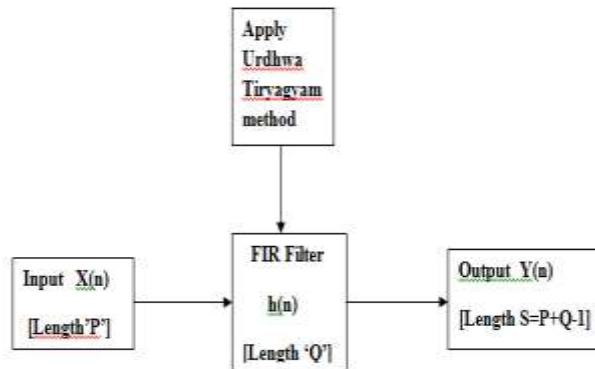 Apply
Urdhwa
Tiryagyam
method
Input X(n)
[Length'P']
FIR Filter
h(n)
[Length ‘Q’]
Output Y(n)
[Length S=P+Q-1]